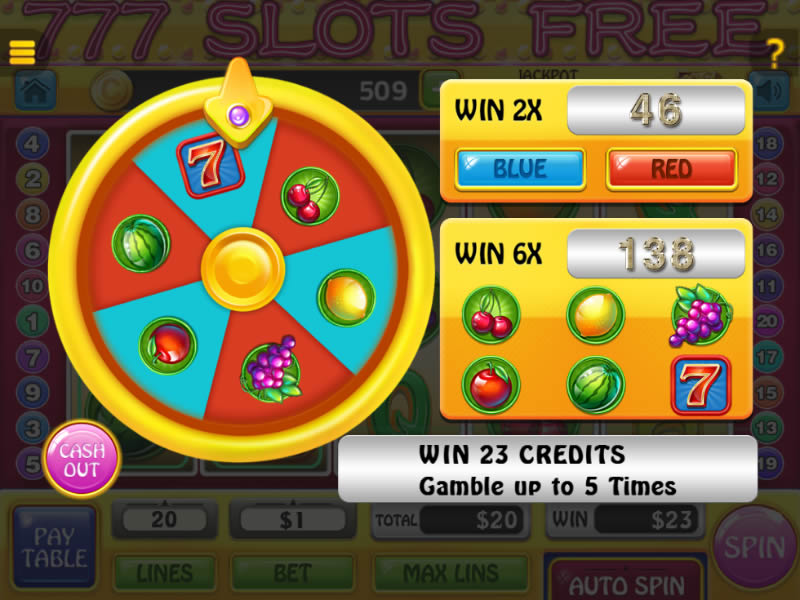 777 SLOTS FREE
?
C
509
JACKPOT
WIN 2X
46
BLUE
RED
7
WIN 6X
138
7
4
2
8
6
10
1
7
9
3
5
18
12
14
16
11
20
17
15
13
19
CASH
OUT
WIN 23 CREDITS
Gamble up to 5 Times
PAY
TABLE
20
$1
TOTAL
$20
WIN
$23
SPIN
LINES
BET
MAX LINS
AUTO SPIN